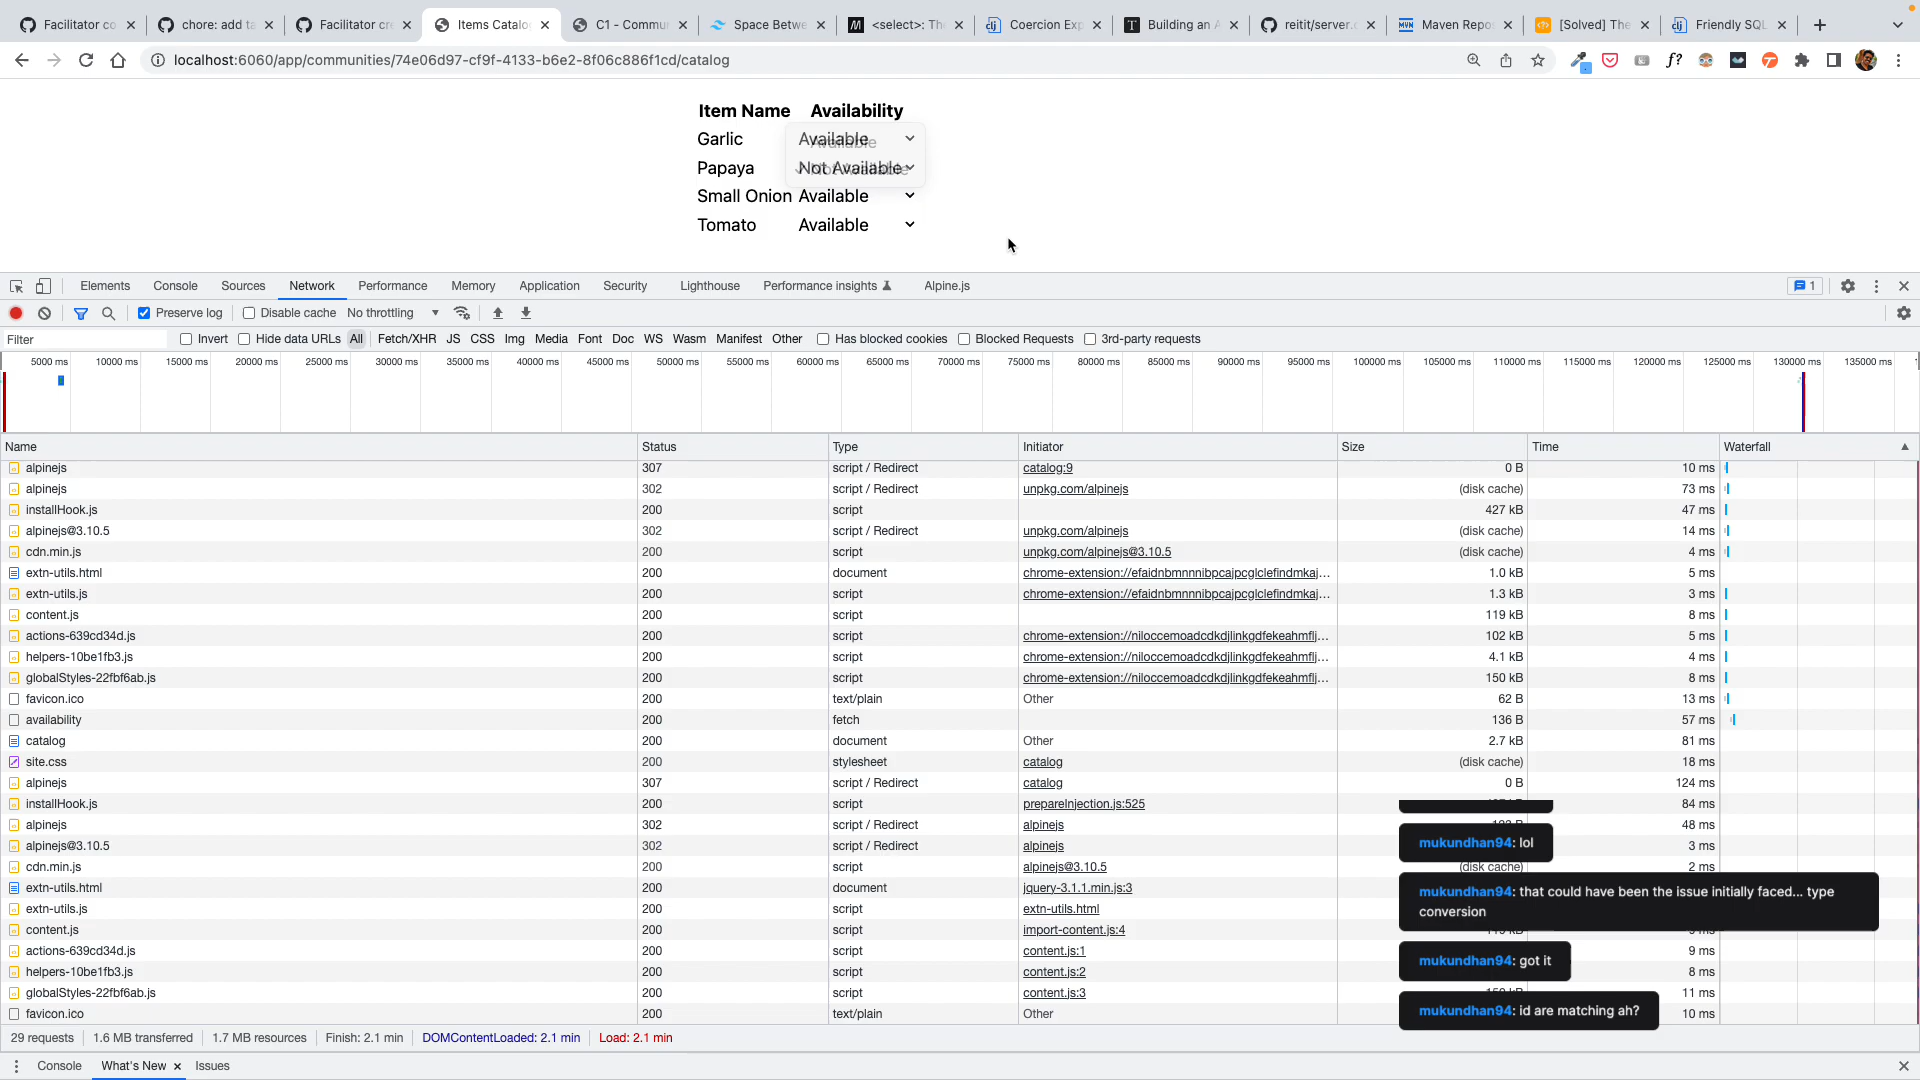 Facilitator co
chore: add ta
Facilitator cre
Items Catalo
C1 - Commu
Space Betwe
<select>: The
Coercion Exp
Building an A
reitit/server.c
Maven Repos
[Solved] The
Friendly SQL
localhost:6060/app/communities/74e06d97-cf9f-4133-b6e2-8f06c886f1cd/catalog
Item Name Availability
Garlic Available
Available
Papaya Not Available
Not Available
Small Onion Available
Tomato Available
Elements Console Sources Network Performance Memory Application Security Lighthouse Performance insights Alpine.js 1
Preserve log Disable cache No throttling
Filter Invert Hide data URLs All Fetch/XHR JS CSS Img Media Font Doc WS Wasm Manifest Other Has blocked cookies Blocked Requests 3rd-party requests
5000 ms 10000 ms 15000 ms 20000 ms 25000 ms 30000 ms 35000 ms 40000 ms 45000 ms 50000 ms 55000 ms 60000 ms 65000 ms 70000 ms 75000 ms 80000 ms 85000 ms 90000 ms 95000 ms 100000 ms 105000 ms 110000 ms 115000 ms 120000 ms 125000 ms 130000 ms 135000 ms
Name Status Type Initiator Size Time Waterfall
alpinejs 307 script / Redirect catalog:9 0 B 10 ms
alpinejs 302 script / Redirect unpkg.com/alpinejs (disk cache) 73 ms
installHook.js 200 script 427 kB 47 ms
alpinejs@3.10.5 302 script / Redirect unpkg.com/alpinejs (disk cache) 14 ms
cdn.min.js 200 script unpkg.com/alpinejs@3.10.5 (disk cache) 4 ms
extn-utils.html 200 document chrome-extension://efaidnbmnnnibpcajpcglclefindmkaj... 1.0 kB 5 ms
extn-utils.js 200 script chrome-extension://efaidnbmnnnibpcajpcglclefindmkaj... 1.3 kB 3 ms
content.js 200 script 119 kB 8 ms
actions-639cd34d.js 200 script chrome-extension://niloccemoadcdkdjlinkgdfekeahmflj... 102 kB 5 ms
helpers-10be1fb3.js 200 script chrome-extension://niloccemoadcdkdjlinkgdfekeahmflj... 4.1 kB 4 ms
globalStyles-22fbf6ab.js 200 script chrome-extension://niloccemoadcdkdjlinkgdfekeahmflj... 150 kB 8 ms
favicon.ico 200 text/plain Other 62 B 13 ms
availability 200 fetch 136 B 57 ms
catalog 200 document Other 2.7 kB 81 ms
site.css 200 stylesheet catalog (disk cache) 18 ms
alpinejs 307 script / Redirect catalog 0 B 124 ms
installHook.js 200 script prepareInjection.js:525 84 ms
alpinejs 302 script / Redirect alpinejs 48 ms
alpinejs@3.10.5 302 script / Redirect alpinejs 3 ms
cdn.min.js 200 script alpinejs@3.10.5 (disk cache) 2 ms
extn-utils.html 200 document jquery-3.1.1.min.js:3
extn-utils.js 200 script extn-utils.html
content.js 200 script import-content.js:4
actions-639cd34d.js 200 script content.js:1 9 ms
helpers-10be1fb3.js 200 script content.js:2 8 ms
globalStyles-22fbf6ab.js 200 script content.js:3 11 ms
favicon.ico 200 text/plain Other 10 ms
mukundhan94: lol
mukundhan94: that could have been the issue initially faced... type
conversion
mukundhan94: got it
mukundhan94: id are matching ah?
29 requests 1.6 MB transferred 1.7 MB resources Finish: 2.1 min DOMContentLoaded: 2.1 min Load: 2.1 min
Console What's New Issues